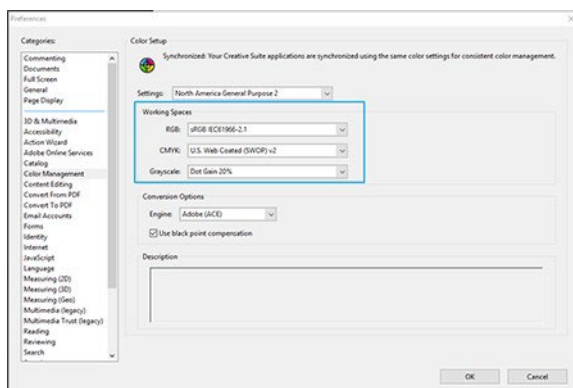 Preferences
Categories:
Commenting
Documents
Full Screen
General
Page Display
3D & Multimedia
Accessibility
Action Wizard
Adobe Online Services
Catalog
Color Management
Content Editing
Convert From PDF
Convert To PDF
Email Accounts
Forms
Identity
Internet
JavaScript
Language
Measuring (2D)
Measuring (3D)
Measuring (Geo)
Multimedia (legacy)
Multimedia Trust (legacy)
Reading
Reviewing
Search
Color Setup
Synchronized: Your Creative Suite applications are synchronized using the same color settings for consistent color management.
Settings: North America General Purpose 2
Working Spaces
RGB: sRGB IEC61966-2.1
CMYK: U.S. Web Coated (SWOP) v2
Grayscale: Dot Gain 20%
Conversion Options
Engine: Adobe (ACE)
Use black point compensation
Description
OK
Cancel